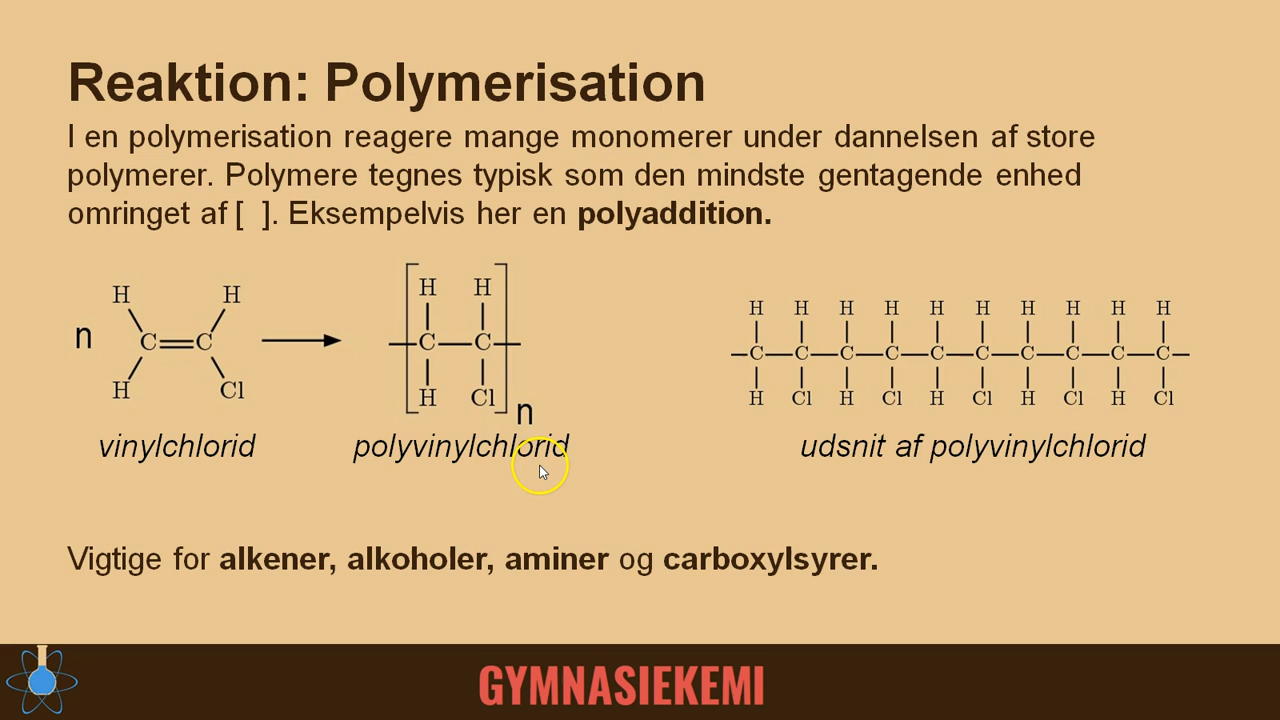 Reaktion: Polymerisation
I en polymerisation reagere mange monomerer under dannelsen af store
polymerer. Polymere tegnes typisk som den mindste gentagende enhed
omringet af [  ]. Eksempelvis her en polyaddition.
H H
n C C
H Cl
H H
C C
H Cl
n
H H H H H H H H H H
C C C C C C C C C C
H Cl H Cl H Cl H Cl H Cl
vinylchlorid
polyvinylchlorid
udsnit af polyvinylchlorid
Vigtige for alkener, alkoholer, aminer og carboxylsyrer.
GYMNASIEKEMI